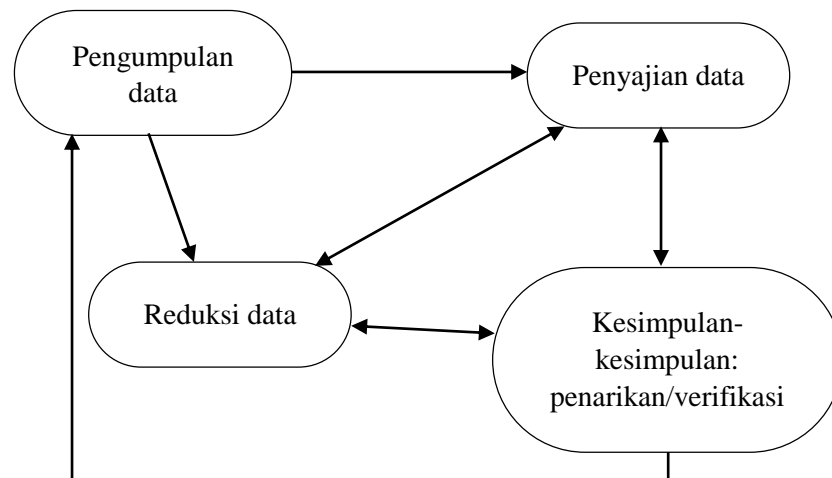 Pengumpulan
data
Penyajian data
Reduksi data
Kesimpulan-
kesimpulan:
penarikan/verifikasi